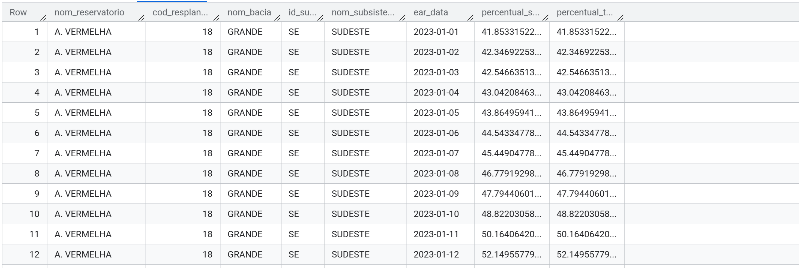 Row nom_reservatorio cod_resplan... nom_bacia id_su... nom_subsiste... ear_data percentual_s... percentual_t...
1 A. VERMELHA 18 GRANDE SE SUDESTE 2023-01-01 41.85331522... 41.85331522...
2 A. VERMELHA 18 GRANDE SE SUDESTE 2023-01-02 42.34692253... 42.34692253...
3 A. VERMELHA 18 GRANDE SE SUDESTE 2023-01-03 42.54663513... 42.54663513...
4 A. VERMELHA 18 GRANDE SE SUDESTE 2023-01-04 43.04208463... 43.04208463...
5 A. VERMELHA 18 GRANDE SE SUDESTE 2023-01-05 43.86495941... 43.86495941...
6 A. VERMELHA 18 GRANDE SE SUDESTE 2023-01-06 44.54334778... 44.54334778...
7 A. VERMELHA 18 GRANDE SE SUDESTE 2023-01-07 45.44904778... 45.44904778...
8 A. VERMELHA 18 GRANDE SE SUDESTE 2023-01-08 46.77919298... 46.77919298...
9 A. VERMELHA 18 GRANDE SE SUDESTE 2023-01-09 47.79440601... 47.79440601...
10 A. VERMELHA 18 GRANDE SE SUDESTE 2023-01-10 48.82203058... 48.82203058...
11 A. VERMELHA 18 GRANDE SE SUDESTE 2023-01-11 50.16406420... 50.16406420...
12 A. VERMELHA 18 GRANDE SE SUDESTE 2023-01-12 52.14955779... 52.14955779...